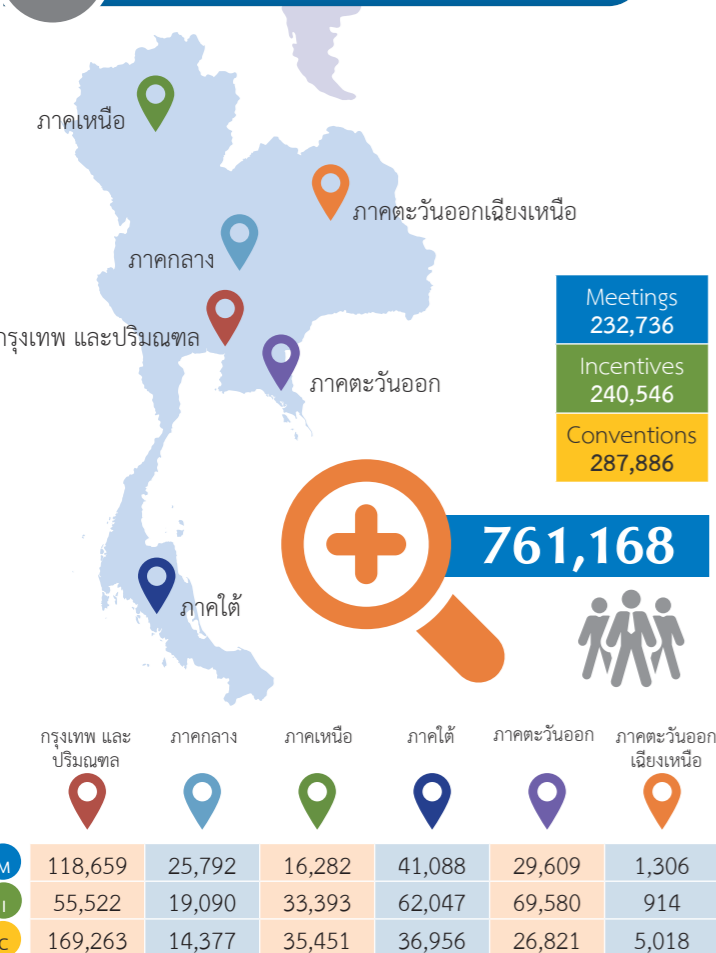 ภาคเหนือ
ภาคตะวันออกเฉียงเหนือ
ภาคกลาง
Meetings
232,736
กรุงเทพ และปริมณฑล
Incentives
240,546
ภาคตะวันออก
Conventions
287,886
761,168
ภาคใต้
กรุงเทพ และ ภาคกลาง ภาคเหนือ ภาคใต้ ภาคตะวันออก ภาคตะวันออก
ปริมณฑล เฉียงเหนือ
M 118,659 25,792 16,282 41,088 29,609 1,306
I 55,522 19,090 33,393 62,047 69,580 914
C 169,263 14,377 35,451 36,956 26,821 5,018